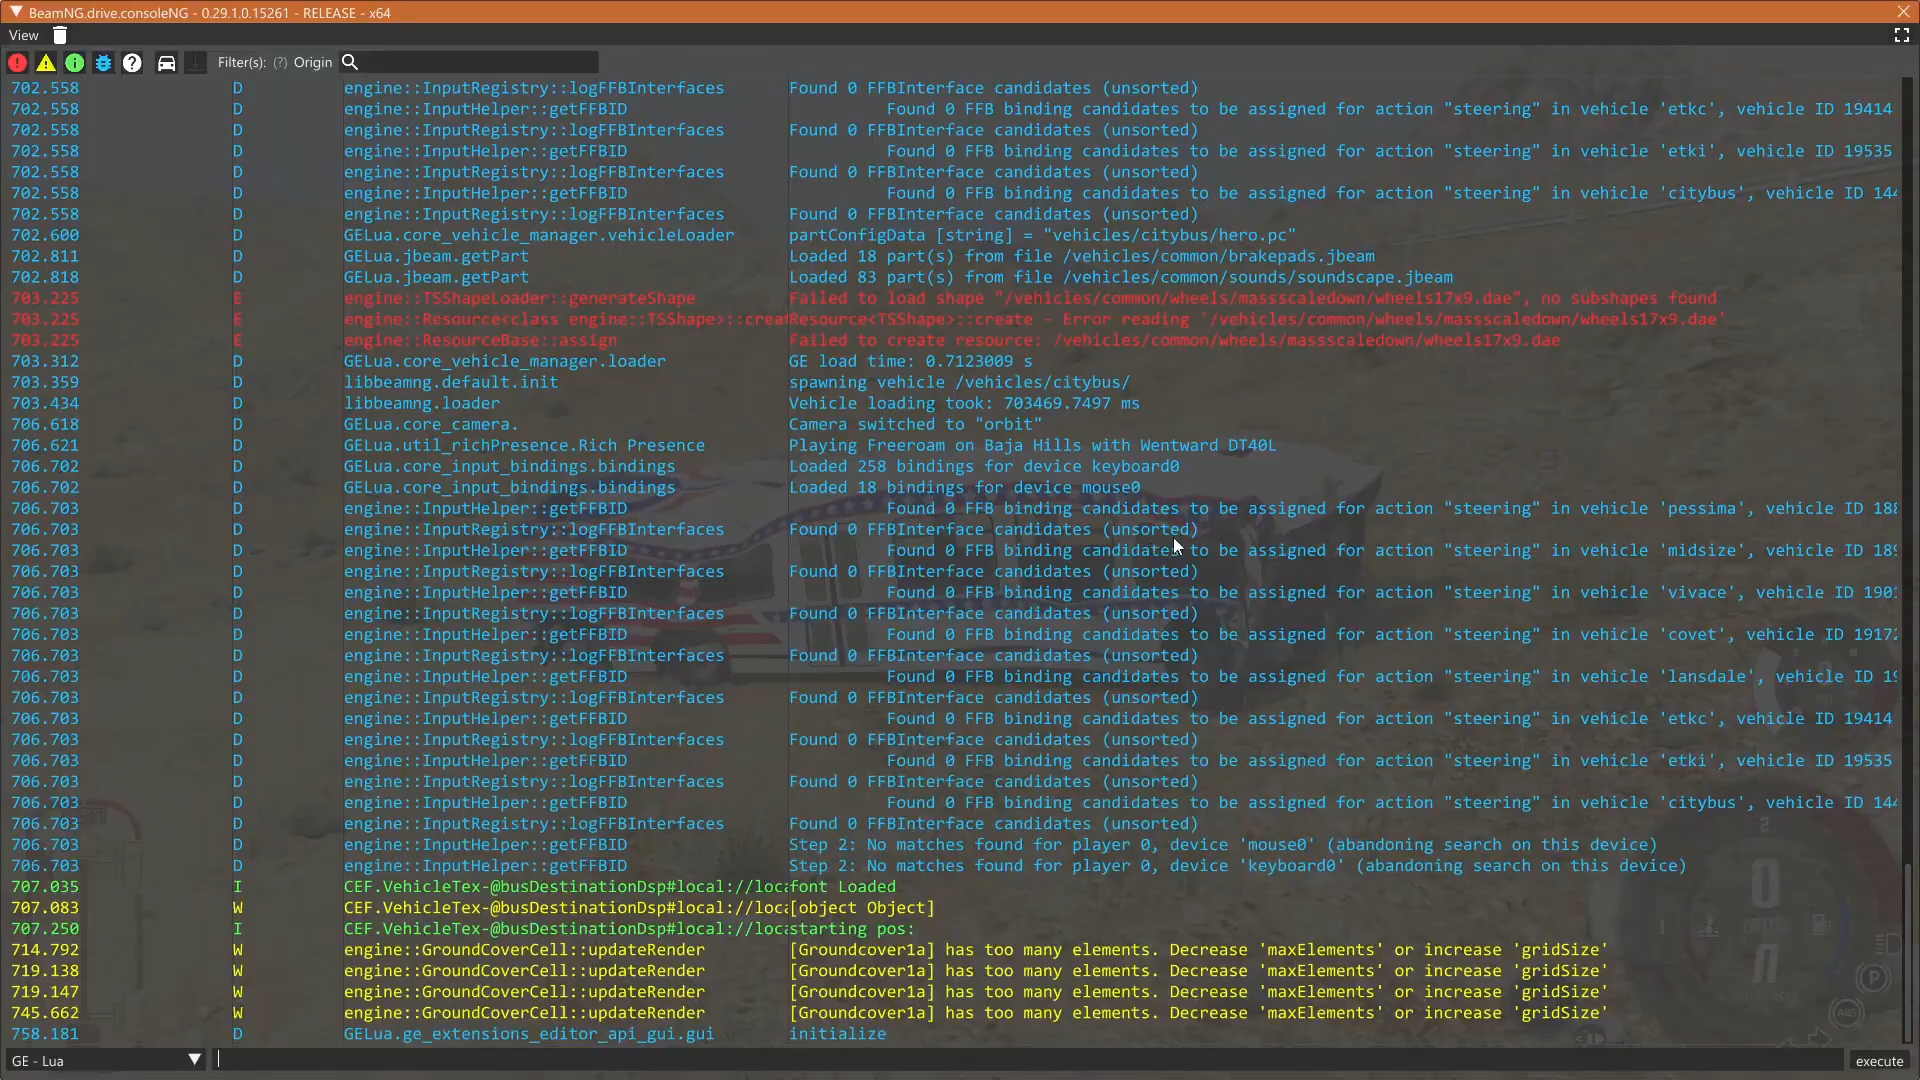 BeamNG.drive.consoleNG - 0.29.1.0.15261 - RELEASE - x64
View
Filter(s): (?) Origin
702.558 D engine::InputRegistry::logFFBInterfaces Found 0 FFBInterface candidates (unsorted)
702.558 D engine::InputHelper::getFFBID Found 0 FFB binding candidates to be assigned for action "steering" in vehicle 'etkc', vehicle ID 19414
702.558 D engine::InputRegistry::logFFBInterfaces Found 0 FFBInterface candidates (unsorted)
702.558 D engine::InputHelper::getFFBID Found 0 FFB binding candidates to be assigned for action "steering" in vehicle 'etki', vehicle ID 19535
702.558 D engine::InputRegistry::logFFBInterfaces Found 0 FFBInterface candidates (unsorted)
702.558 D engine::InputHelper::getFFBID Found 0 FFB binding candidates to be assigned for action "steering" in vehicle 'citybus', vehicle ID 144
702.558 D engine::InputRegistry::logFFBInterfaces Found 0 FFBInterface candidates (unsorted)
702.600 D GELua.core_vehicle_manager.vehicleLoader partConfigData [string] = "vehicles/citybus/hero.pc"
702.811 D GELua.jbeam.getPart Loaded 18 part(s) from file /vehicles/common/brakepads.jbeam
702.818 D GELua.jbeam.getPart Loaded 83 part(s) from file /vehicles/common/sounds/soundscape.jbeam
703.225 E engine::TSShapeLoader::generateShape Failed to load shape "/vehicles/common/wheels/massscaledown/wheels17x9.dae", no subshapes found
703.225 E engine::Resource<class engine::TSShape>::creat Resource<TSShape>::create - Error reading '/vehicles/common/wheels/massscaledown/wheels17x9.dae'
703.225 E engine::ResourceBase::assign Failed to create resource: /vehicles/common/wheels/massscaledown/wheels17x9.dae
703.312 D GELua.core_vehicle_manager.loader GE load time: 0.7123009 s
703.359 D libbeamng.default.init spawning vehicle /vehicles/citybus/
703.434 D libbeamng.loader Vehicle loading took: 703469.7497 ms
706.618 D GELua.core_camera. Camera switched to "orbit"
706.621 D GELua.util_richPresence.Rich Presence Playing Freeroam on Baja Hills with Wentward DT40L
706.702 D GELua.core_input_bindings.bindings Loaded 258 bindings for device keyboard0
706.702 D GELua.core_input_bindings.bindings Loaded 18 bindings for device mouse0
706.703 D engine::InputHelper::getFFBID Found 0 FFB binding candidates to be assigned for action "steering" in vehicle 'pessima', vehicle ID 188
706.703 D engine::InputRegistry::logFFBInterfaces Found 0 FFBInterface candidates (unsorted)
706.703 D engine::InputHelper::getFFBID Found 0 FFB binding candidates to be assigned for action "steering" in vehicle 'midsize', vehicle ID 189
706.703 D engine::InputRegistry::logFFBInterfaces Found 0 FFBInterface candidates (unsorted)
706.703 D engine::InputHelper::getFFBID Found 0 FFB binding candidates to be assigned for action "steering" in vehicle 'vivace', vehicle ID 190
706.703 D engine::InputRegistry::logFFBInterfaces Found 0 FFBInterface candidates (unsorted)
706.703 D engine::InputHelper::getFFBID Found 0 FFB binding candidates to be assigned for action "steering" in vehicle 'covet', vehicle ID 19172
706.703 D engine::InputRegistry::logFFBInterfaces Found 0 FFBInterface candidates (unsorted)
706.703 D engine::InputHelper::getFFBID Found 0 FFB binding candidates to be assigned for action "steering" in vehicle 'lansdale', vehicle ID 19
706.703 D engine::InputRegistry::logFFBInterfaces Found 0 FFBInterface candidates (unsorted)
706.703 D engine::InputHelper::getFFBID Found 0 FFB binding candidates to be assigned for action "steering" in vehicle 'etkc', vehicle ID 19414
706.703 D engine::InputRegistry::logFFBInterfaces Found 0 FFBInterface candidates (unsorted)
706.703 D engine::InputHelper::getFFBID Found 0 FFB binding candidates to be assigned for action "steering" in vehicle 'etki', vehicle ID 19535
706.703 D engine::InputRegistry::logFFBInterfaces Found 0 FFBInterface candidates (unsorted)
706.703 D engine::InputHelper::getFFBID Found 0 FFB binding candidates to be assigned for action "steering" in vehicle 'citybus', vehicle ID 144
706.703 D engine::InputRegistry::logFFBInterfaces Found 0 FFBInterface candidates (unsorted)
706.703 D engine::InputHelper::getFFBID Step 2: No matches found for player 0, device 'mouse0' (abandoning search on this device)
706.703 D engine::InputHelper::getFFBID Step 2: No matches found for player 0, device 'keyboard0' (abandoning search on this device)
707.035 I CEF.VehicleTex-@busDestinationDsp#local://loca font Loaded
707.083 W CEF.VehicleTex-@busDestinationDsp#local://loca [object Object]
707.250 I CEF.VehicleTex-@busDestinationDsp#local://loca starting pos:
714.792 W engine::GroundCoverCell::updateRender [Groundcover1a] has too many elements. Decrease 'maxElements' or increase 'gridSize'
719.138 W engine::GroundCoverCell::updateRender [Groundcover1a] has too many elements. Decrease 'maxElements' or increase 'gridSize'
719.147 W engine::GroundCoverCell::updateRender [Groundcover1a] has too many elements. Decrease 'maxElements' or increase 'gridSize'
745.662 W engine::GroundCoverCell::updateRender [Groundcover1a] has too many elements. Decrease 'maxElements' or increase 'gridSize'
758.181 D GELua.ge_extensions_editor_api_gui.gui initialize
GE - Lua
execute